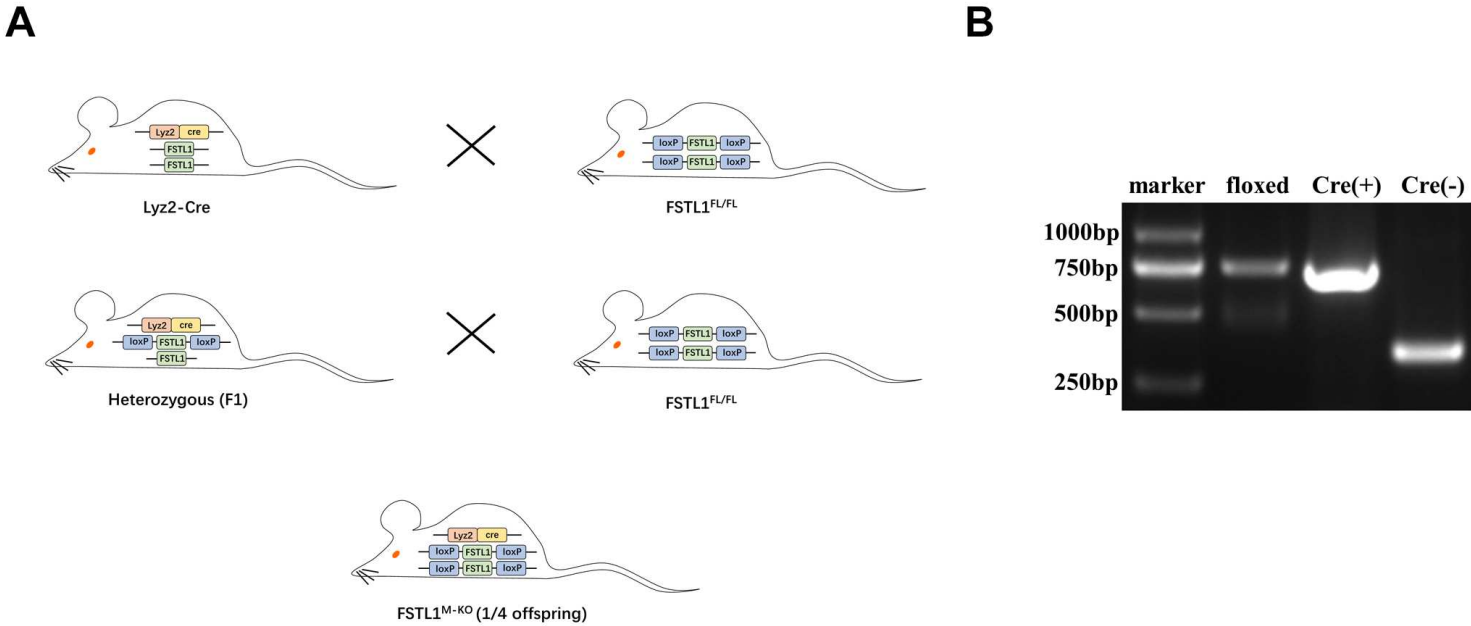 A
B
Lyz2 cre
FSTL1
FSTL1
loxP FSTL1 loxP
loxP FSTL1 loxP
Lyz2-Cre
FSTL1FL/FL
Lyz2 cre
loxP FSTL1 loxP
FSTL1
loxP FSTL1 loxP
loxP FSTL1 loxP
Heterozygous (F1)
FSTL1FL/FL
Lyz2 cre
loxP FSTL1 loxP
loxP FSTL1 loxP
FSTL1M-KO (1/4 offspring)
marker floxed Cre(+) Cre(-)
1000bp
750bp
500bp
250bp